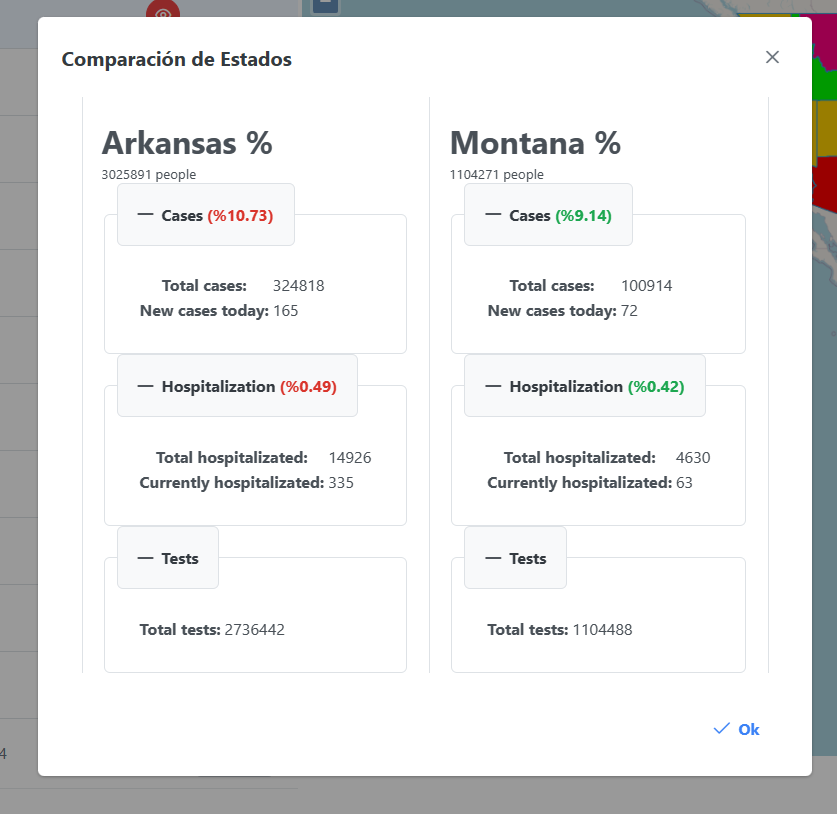 Comparación de Estados
Arkansas %
3025891 people
Cases (%10.73)
Total cases: 324818
New cases today: 165
Hospitalization (%0.49)
Total hospitalizated: 14926
Currently hospitalizated: 335
Tests
Total tests: 2736442
Montana %
1104271 people
Cases (%9.14)
Total cases: 100914
New cases today: 72
Hospitalization (%0.42)
Total hospitalizated: 4630
Currently hospitalizated: 63
Tests
Total tests: 1104488
Ok
4